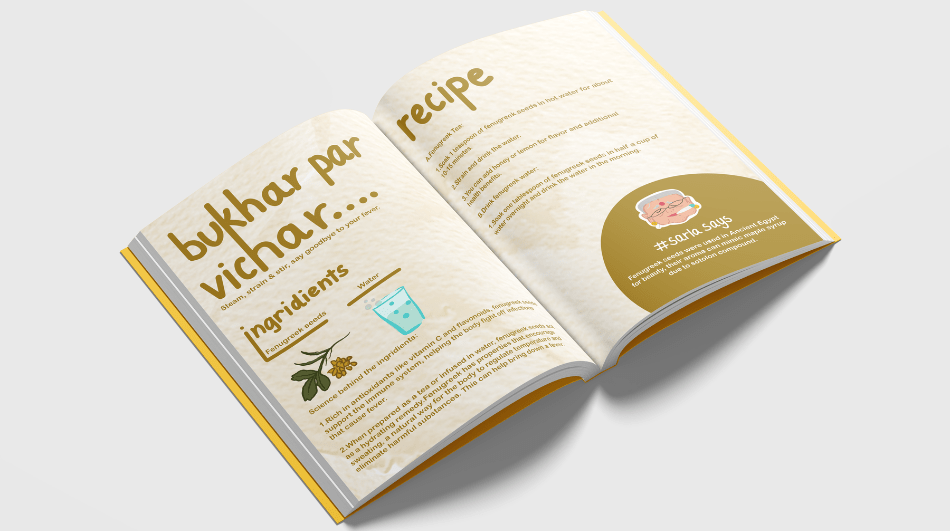 bukhar par
vichar...
Steam, strain & stir, say goodbye to your fever.
ingridients
Fenugreek seeds
Water
Science behind the ingridients:
1.Rich in antioxidants like vitamin C and flavonoids, fenugreek seeds
support the immune system, helping the body fight off infections
that cause fever.
2.When prepared as a tea or infused in water, fenugreek seeds act
as a hydrating remedy.Fenugreek has properties that encourage
sweating, a natural way for the body to regulate temperature and
eliminate harmful substances. This can help bring down a fever.
recipe
A.Fenugreek Tea:
1.Soak 1 teaspoon of fenugreek seeds in hot water for about
10-15 minutes.
2.Strain and drink the water.
3.You can add honey or lemon for flavor and additional
health benefits.
B.Drink fenugreek water:
1.Soak one tablespoon of fenugreek seeds in half a cup of
water overnight and drink the water in the morning.
#sarla says
Fenugreek seeds were used in Ancient Egypt
for beauty, their aroma can mimic maple syrup
due to sotolon compound.